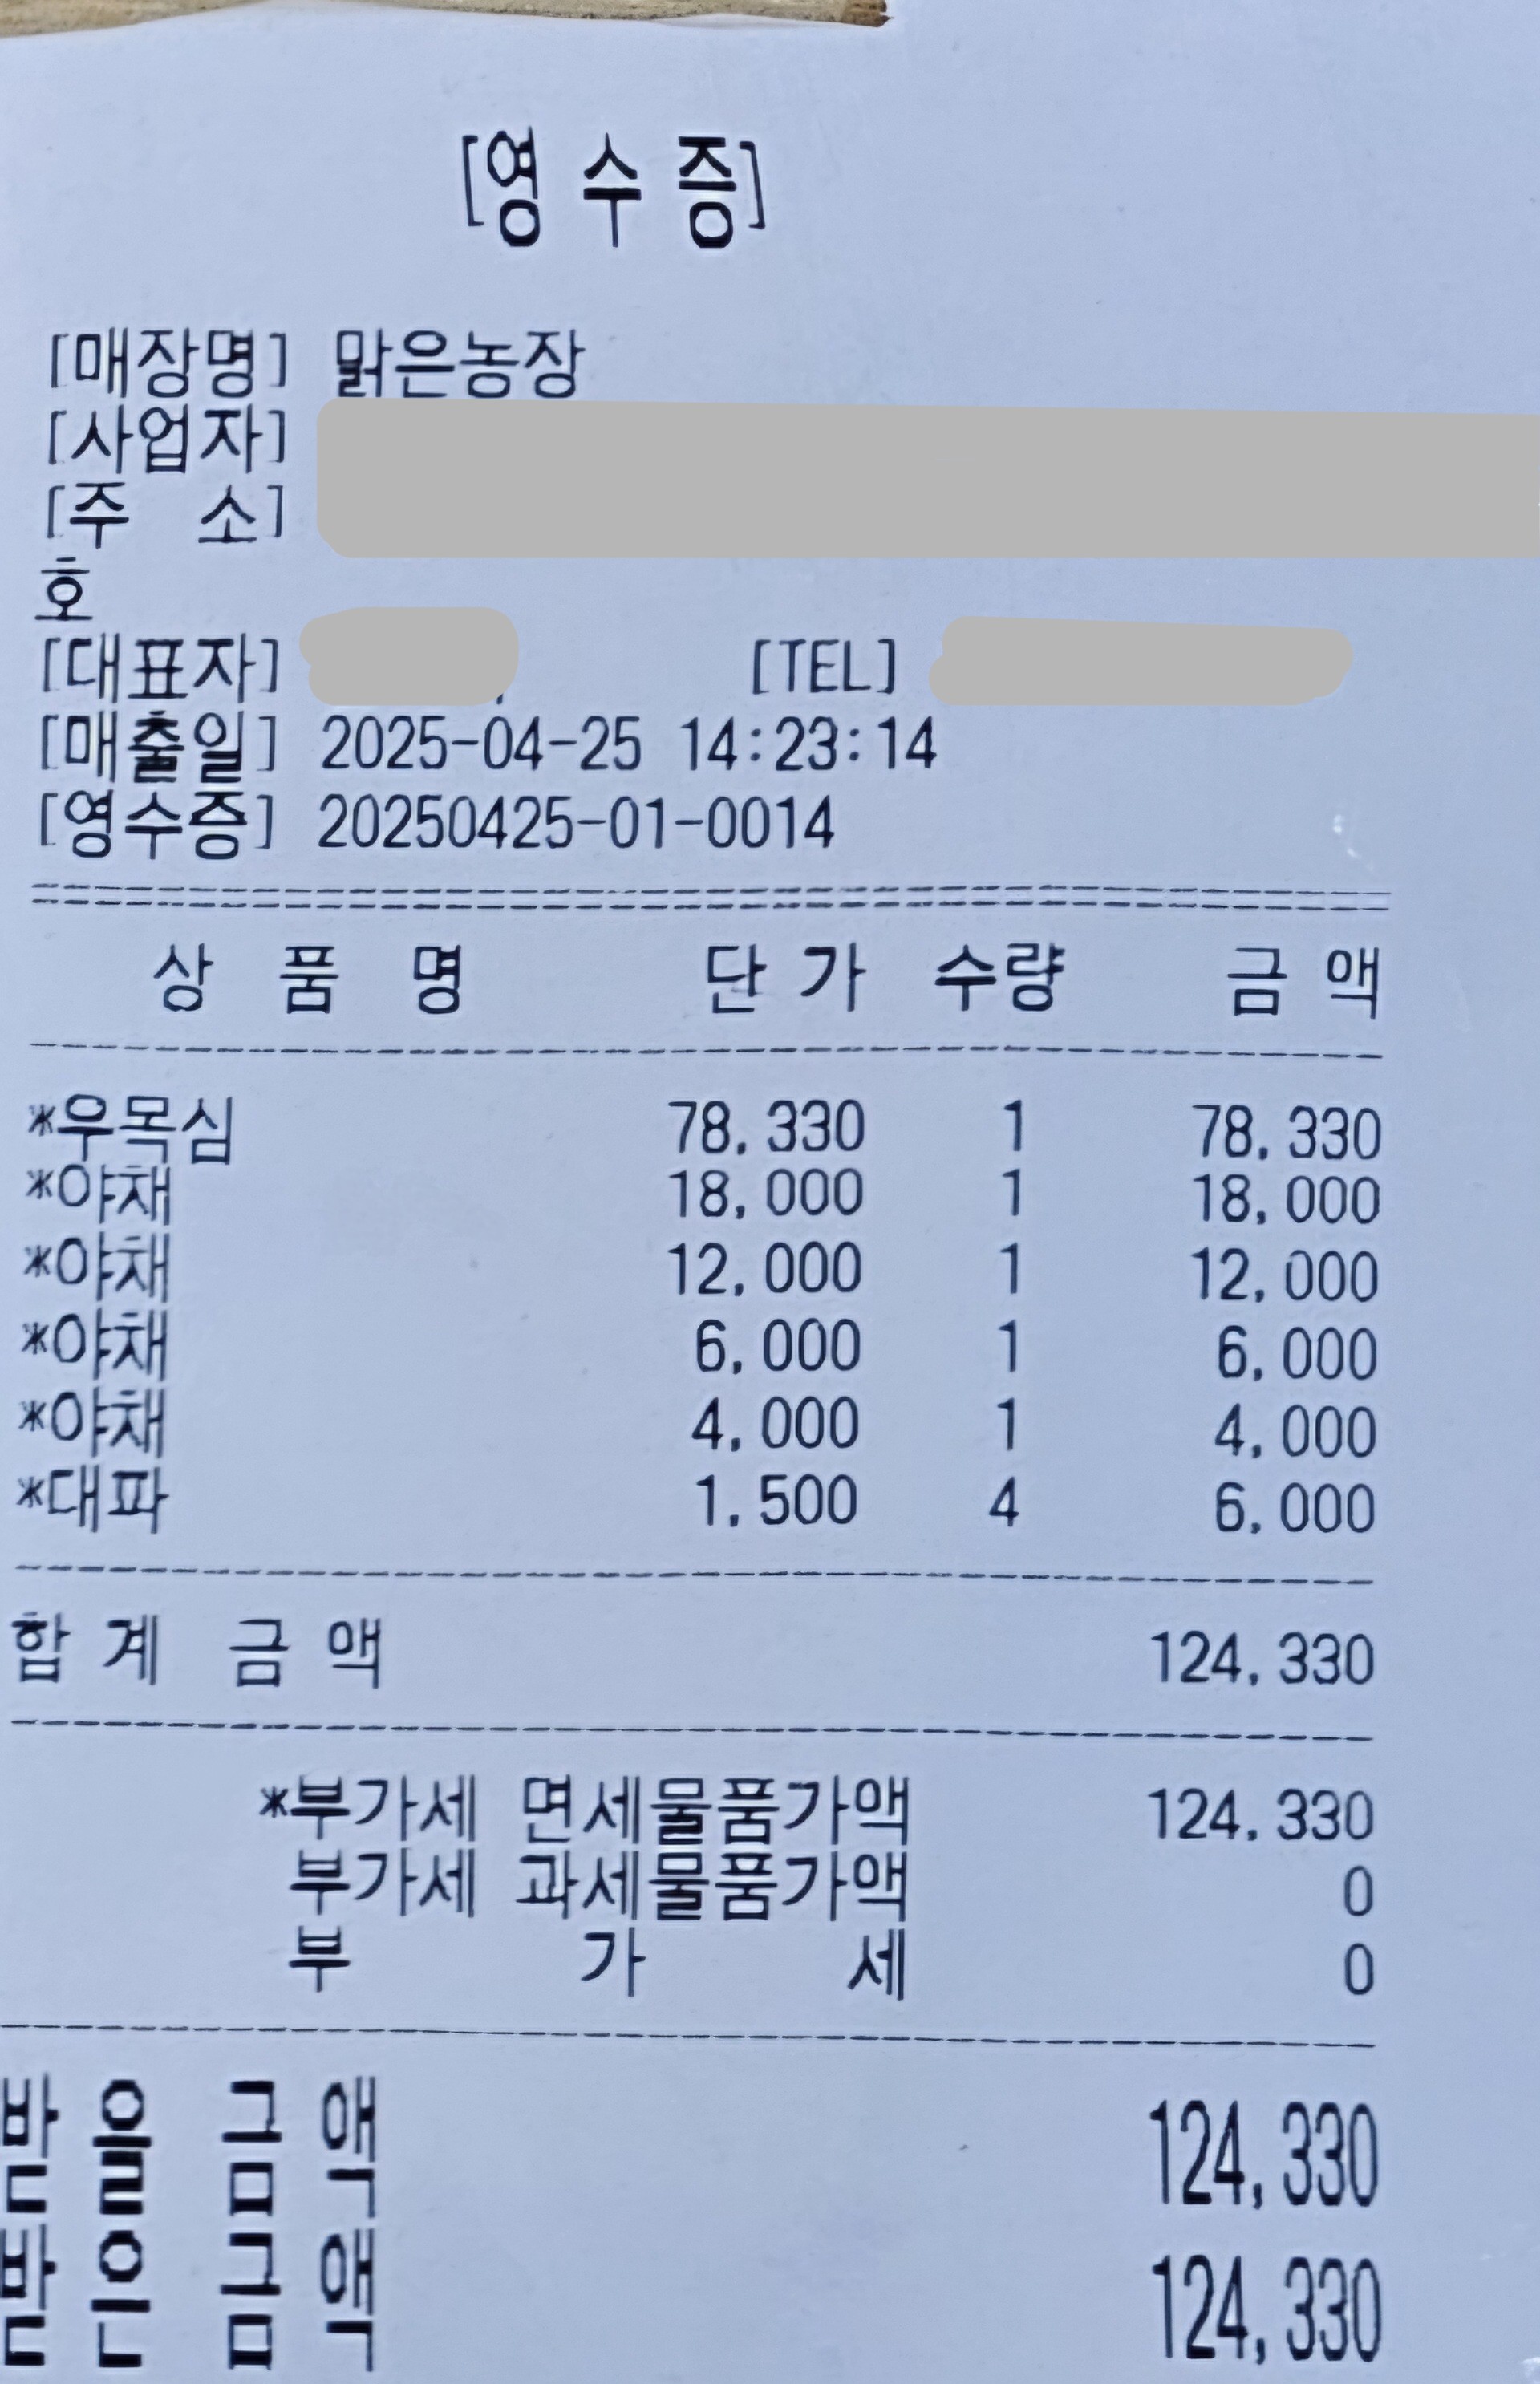 [영 수 증]
[매장명] 맑은농장
[사업자]
[주 소]
호
[대표자] [TEL]
[매출일] 2025-04-25 14:23:14
[영수증] 20250425-01-0014
상 품 명 단 가 수량 금 액
*우목심 78,330 1 78,330
*야채 18,000 1 18,000
*야채 12,000 1 12,000
*야채 6,000 1 6,000
*야채 4,000 1 4,000
*대파 1,500 4 6,000
합 계 금 액 124,330
*부가세 면세물품가액 124,330
부가세 과세물품가액 0
부 가 세 0
받 을 금 액 124,330
받 은 금 액 124,330